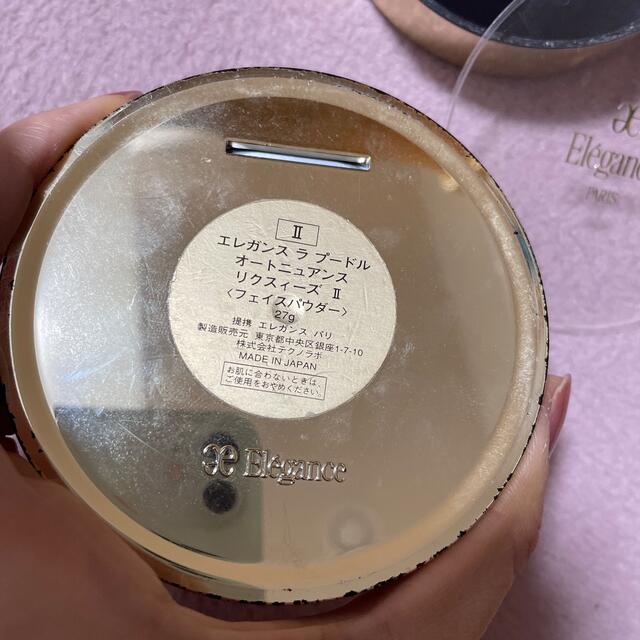 II
エレガンス ラ プードル
オートニュアンス
リクスィーズ II
〈フェイスパウダー〉
27g
提携 エレガンス パリ
製造販売元 東京都中央区銀座1-7-10
株式会社テクノラボ
MADE IN JAPAN
お肌に合わないときは、
ご使用をおやめください。
æ Elégance
æ
Elégance
PARIS